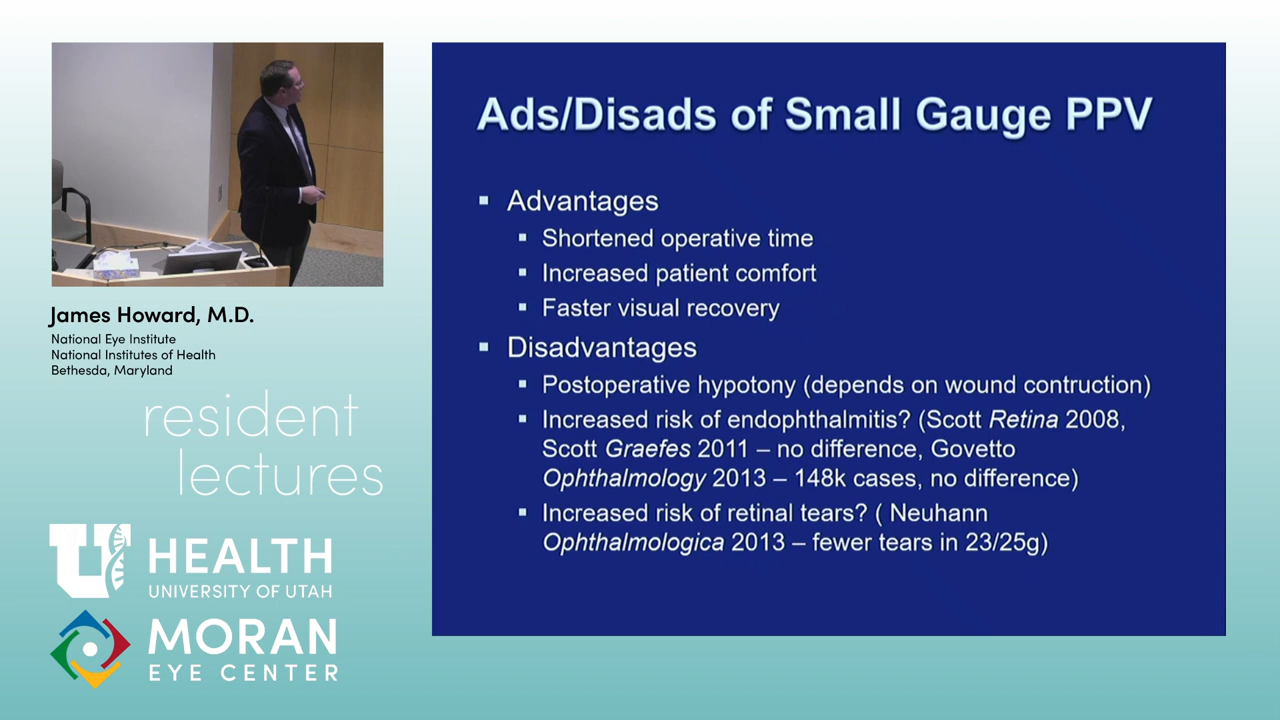 James Howard, M.D.
National Eye Institute
National Institutes of Health
Bethesda, Maryland
resident
lectures
U HEALTH
UNIVERSITY OF UTAH
MORAN
EYE CENTER
Ads/Disads of Small Gauge PPV
▪ Advantages
▪ Shortened operative time
▪ Increased patient comfort
▪ Faster visual recovery
▪ Disadvantages
▪ Postoperative hypotony (depends on wound contruction)
▪ Increased risk of endophthalmitis? (Scott Retina 2008,
Scott Graefes 2011 – no difference, Govetto
Ophthalmology 2013 – 148k cases, no difference)
▪ Increased risk of retinal tears? ( Neuhann
Ophthalmologica 2013 – fewer tears in 23/25g)